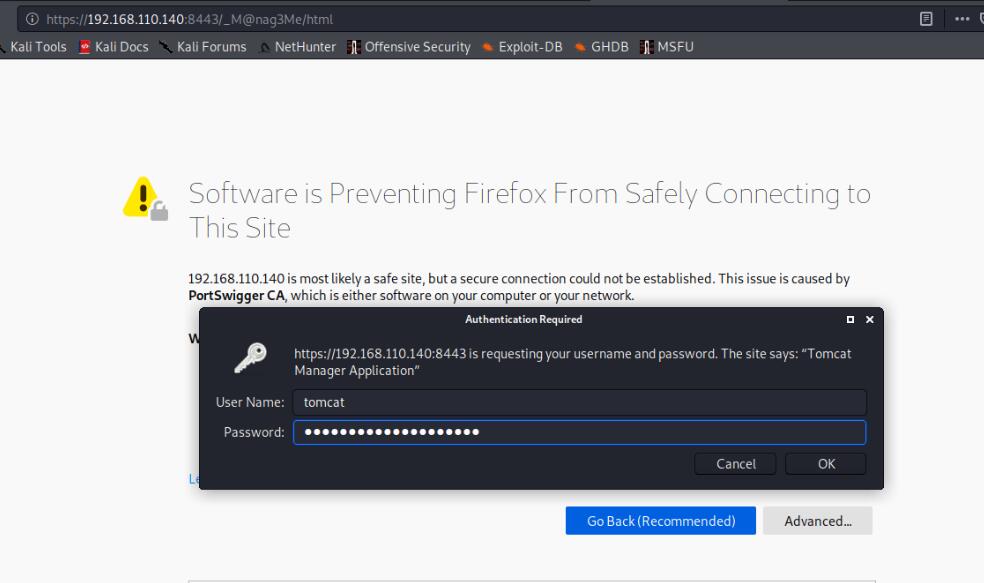 https://192.168.110.140:8443/_M@nag3Me/html
Kali Tools Kali Docs Kali Forums NetHunter Offensive Security Exploit-DB GHDB MSFU
Software is Preventing Firefox From Safely Connecting to
This Site
192.168.110.140 is most likely a safe site, but a secure connection could not be established. This issue is caused by
PortSwigger CA, which is either software on your computer or your network.
Authentication Required
https://192.168.110.140:8443 is requesting your username and password. The site says: “Tomcat
Manager Application”
User Name: tomcat
Password: ••••••••••••••••••••
Cancel OK
Go Back (Recommended) Advanced...